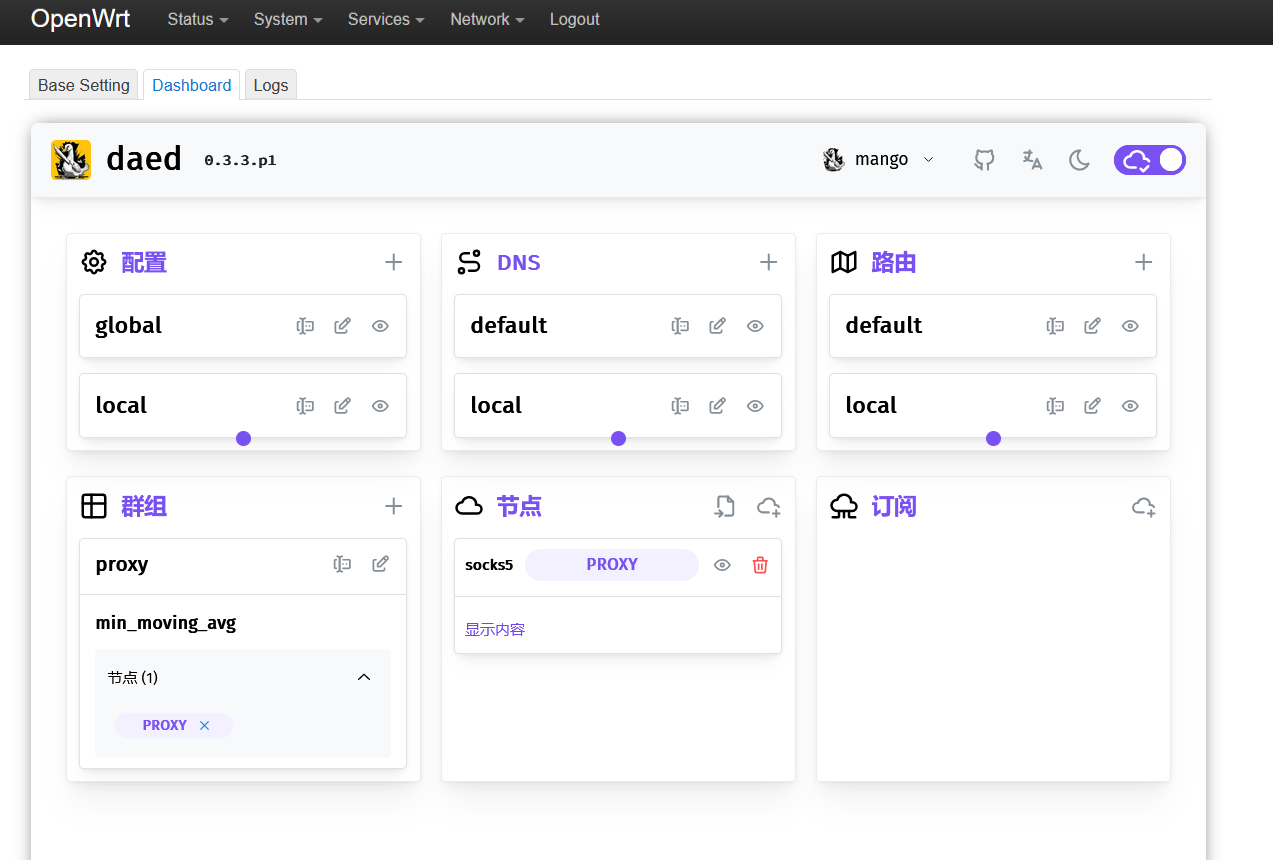 OpenWrt Status System Services Network Logout
Base Setting Dashboard Logs
daed 0.3.3.p1 mango
配置 DNS 路由
global default default
local local local
群组 节点 订阅
proxy socks5 PROXY
min_moving_avg 显示内容
节点 (1)
PROXY